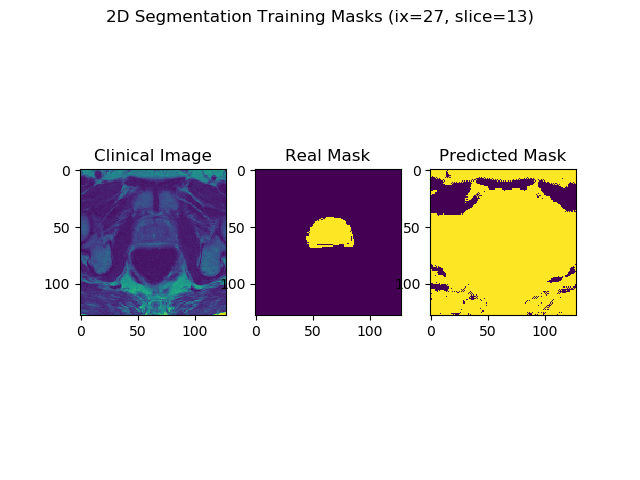 2D Segmentation Training Masks (ix=27, slice=13)
Clinical Image Real Mask Predicted Mask
0 0 0
50 50 50
100 100 100
0 50 100 0 50 100 0 50 100